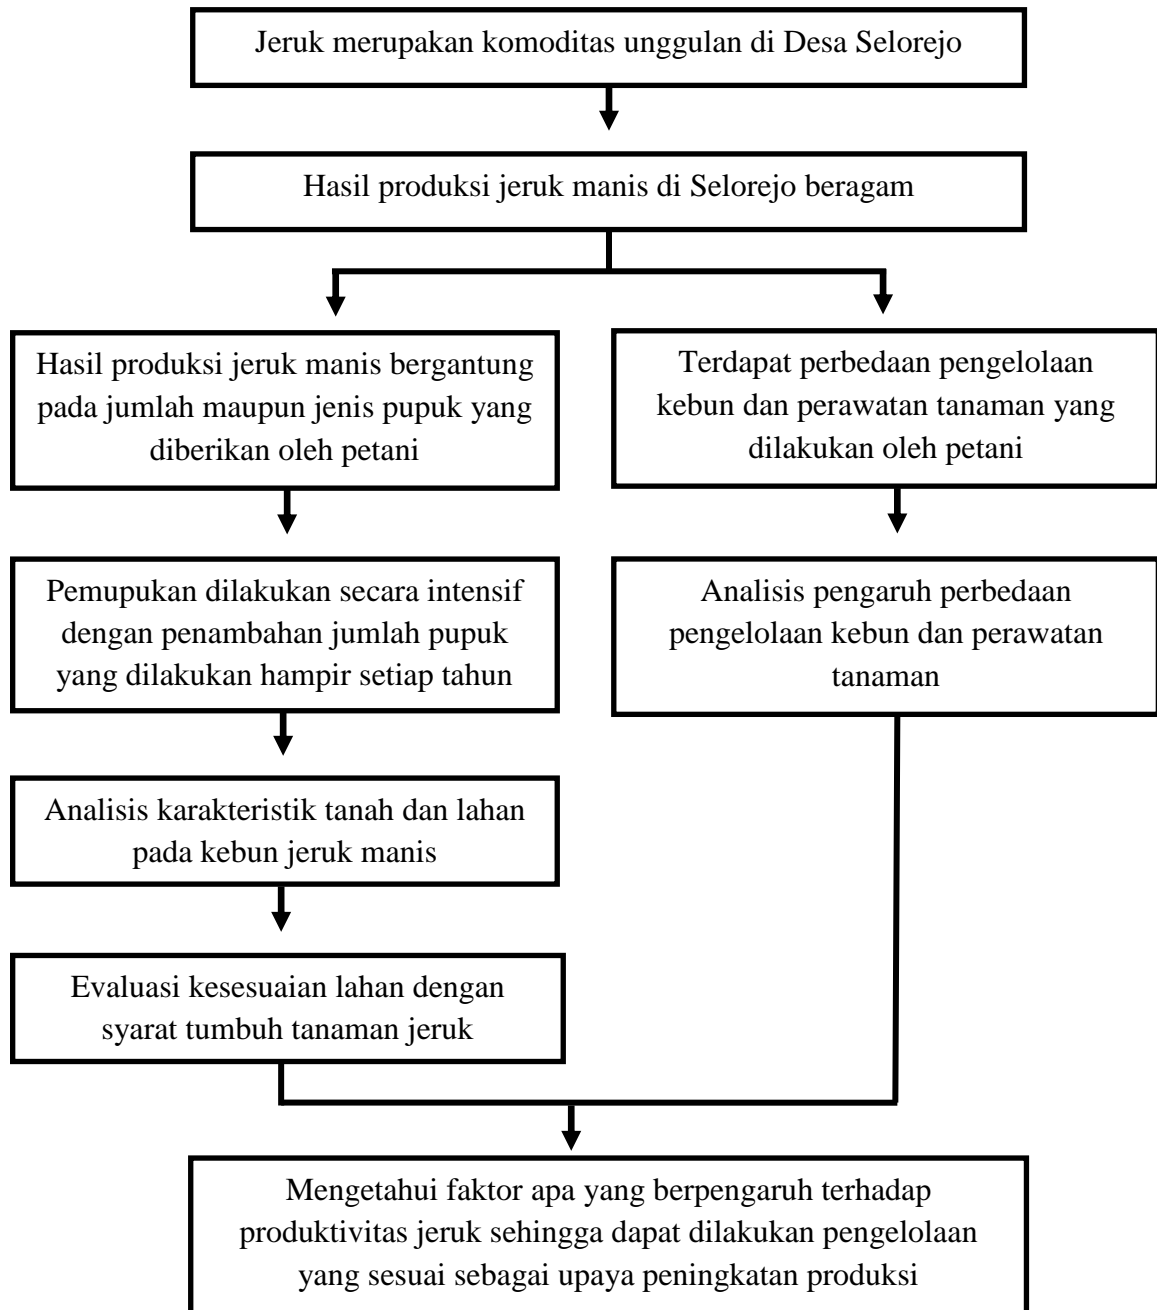 Jeruk merupakan komoditas unggulan di Desa Selorejo
Hasil produksi jeruk manis di Selorejo beragam
Hasil produksi jeruk manis bergantung
pada jumlah maupun jenis pupuk yang
diberikan oleh petani
Terdapat perbedaan pengelolaan
kebun dan perawatan tanaman yang
dilakukan oleh petani
Pemupukan dilakukan secara intensif
dengan penambahan jumlah pupuk
yang dilakukan hampir setiap tahun
Analisis pengaruh perbedaan
pengelolaan kebun dan perawatan
tanaman
Analisis karakteristik tanah dan lahan
pada kebun jeruk manis
Evaluasi kesesuaian lahan dengan
syarat tumbuh tanaman jeruk
Mengetahui faktor apa yang berpengaruh terhadap
produktivitas jeruk sehingga dapat dilakukan pengelolaan
yang sesuai sebagai upaya peningkatan produksi